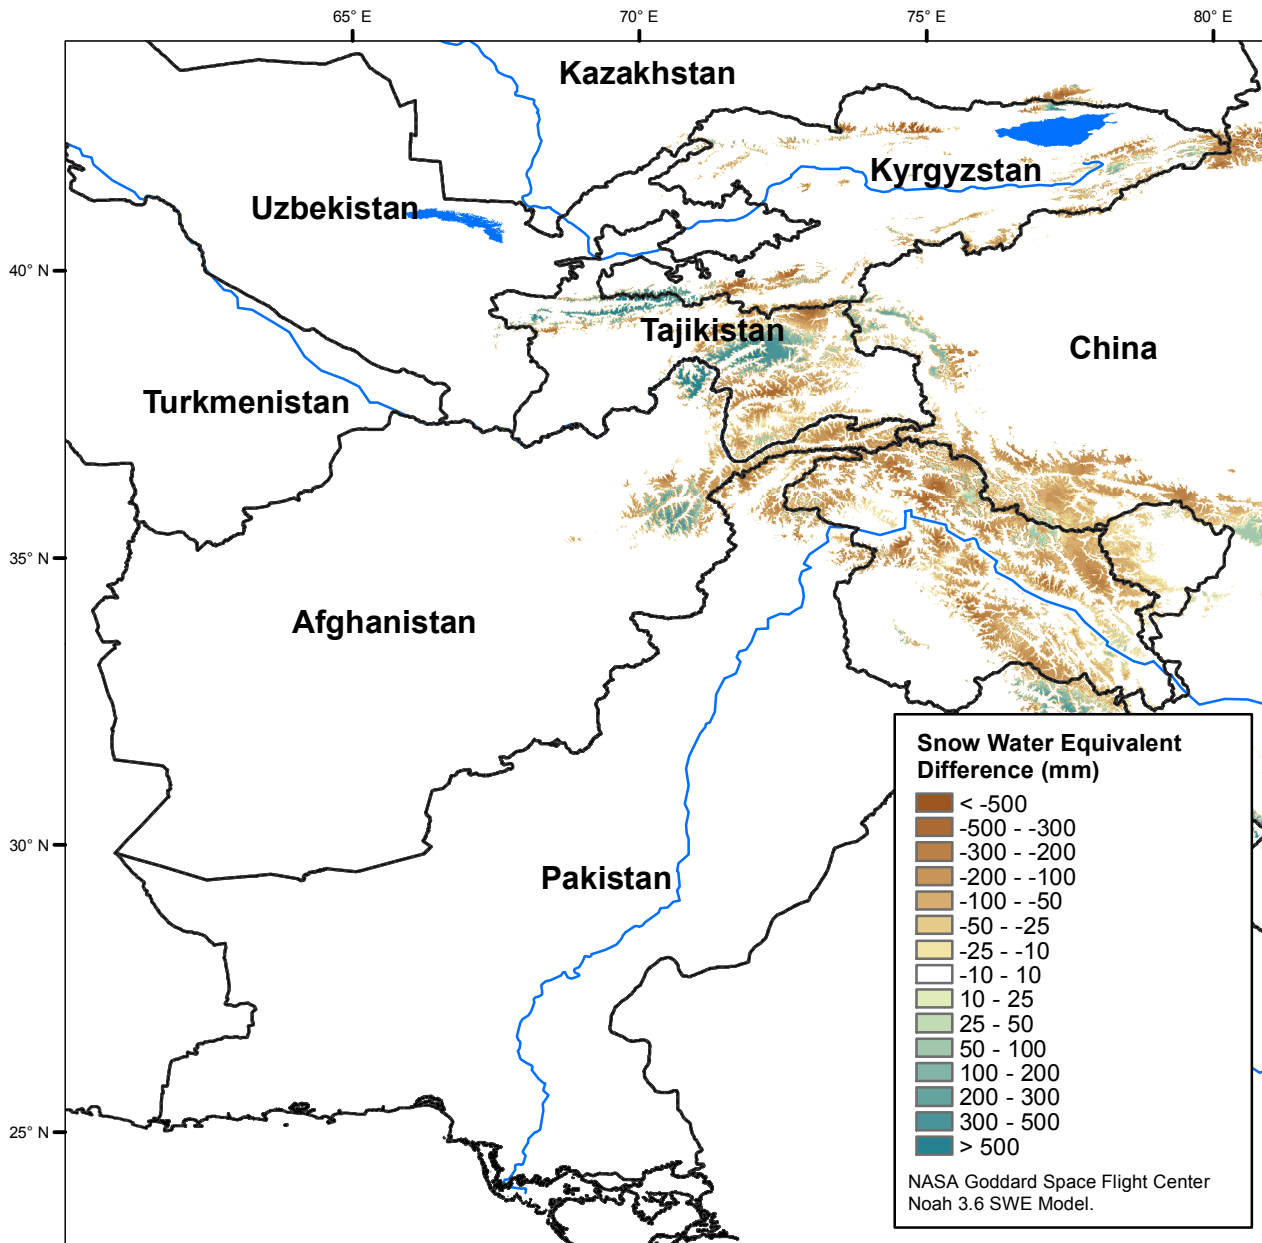 65° E
70° E
75° E
80° E
Kazakhstan
Kyrgyzstan
Uzbekistan
40° N
Tajikistan
China
Turkmenistan
35° N
Afghanistan
30° N
Pakistan
25° N
Snow Water Equivalent
Difference (mm)
< -500
-500 - -300
-300 - -200
-200 - -100
-100 - -50
-50 - -25
-25 - -10
-10 - 10
10 - 25
25 - 50
50 - 100
100 - 200
200 - 300
300 - 500
> 500
NASA Goddard Space Flight Center
Noah 3.6 SWE Model.